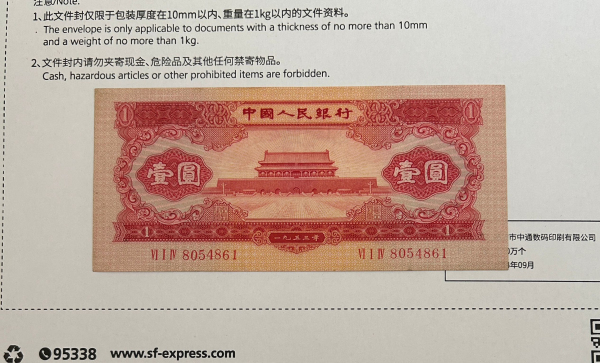 注意/Note:
1、此文件封仅限于包装厚度在10mm以内、重量在1kg以内的文件资料。
The envelope is only applicable to documents with a thickness of no more than 10mm
and a weight of no more than 1kg.
2、文件封内请勿夹寄现金、危险品及其他任何禁寄物品。
Cash, hazardous articles or other prohibited items are forbidden.
1 中國人民銀行 1
壹圓 壹圓
1 一九五三年 1
VI I IV 8054861 VI I IV 8054861
市中通数码印刷有限公司
0万个
年09月
95338 www.sf-express.com